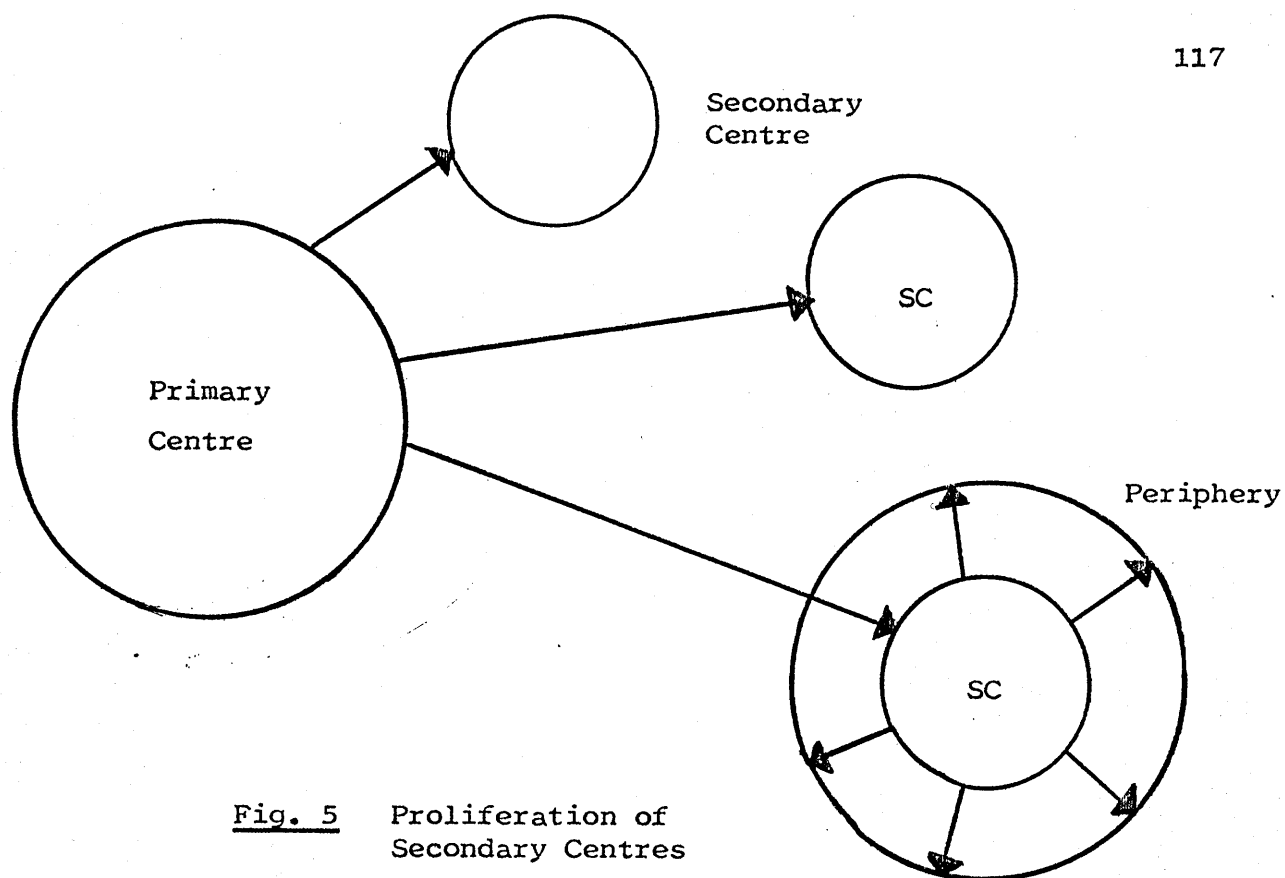 117
Secondary
Centre
SC
Primary
Centre
Periphery
SC
Fig. 5 Proliferation of
Secondary Centres